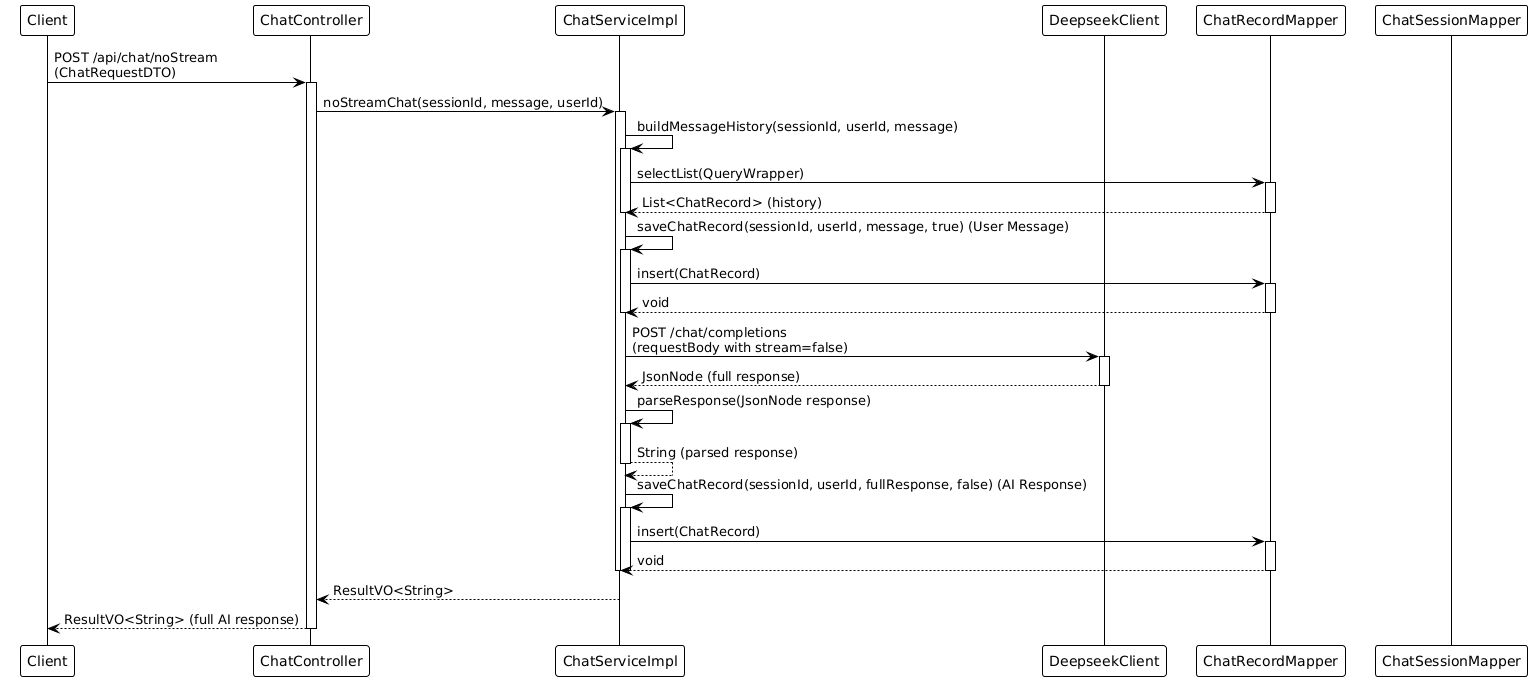 Client
ChatController
ChatServiceImpl
DeepseekClient
ChatRecordMapper
ChatSessionMapper
POST /api/chat/noStream
(ChatRequestDTO)
noStreamChat(sessionId, message, userId)
buildMessageHistory(sessionId, userId, message)
selectList(QueryWrapper)
List<ChatRecord> (history)
saveChatRecord(sessionId, userId, message, true) (User Message)
insert(ChatRecord)
void
POST /chat/completions
(requestBody with stream=false)
JsonNode (full response)
parseResponse(JsonNode response)
String (parsed response)
saveChatRecord(sessionId, userId, fullResponse, false) (AI Response)
insert(ChatRecord)
void
ResultVO<String>
ResultVO<String> (full AI response)
Client
ChatController
ChatServiceImpl
DeepseekClient
ChatRecordMapper
ChatSessionMapper